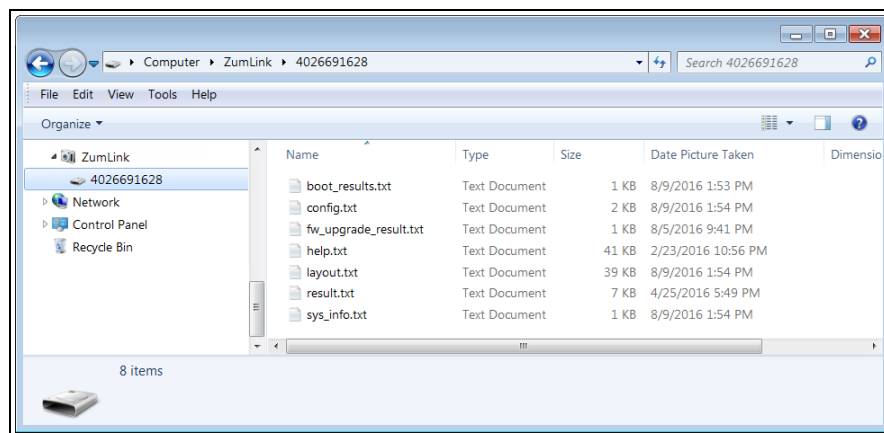 Computer ▸ ZumLink ▸ 4026691628
Search 4026691628
File Edit View Tools Help
Organize
ZumLink
4026691628
Network
Control Panel
Recycle Bin
Name Type Size Date Picture Taken Dimensio
boot_results.txt Text Document 1 KB 8/9/2016 1:53 PM
config.txt Text Document 2 KB 8/9/2016 1:54 PM
fw_upgrade_result.txt Text Document 1 KB 8/5/2016 9:41 PM
help.txt Text Document 41 KB 2/23/2016 10:56 PM
layout.txt Text Document 39 KB 8/9/2016 1:54 PM
result.txt Text Document 7 KB 4/25/2016 5:49 PM
sys_info.txt Text Document 1 KB 8/9/2016 1:54 PM
8 items